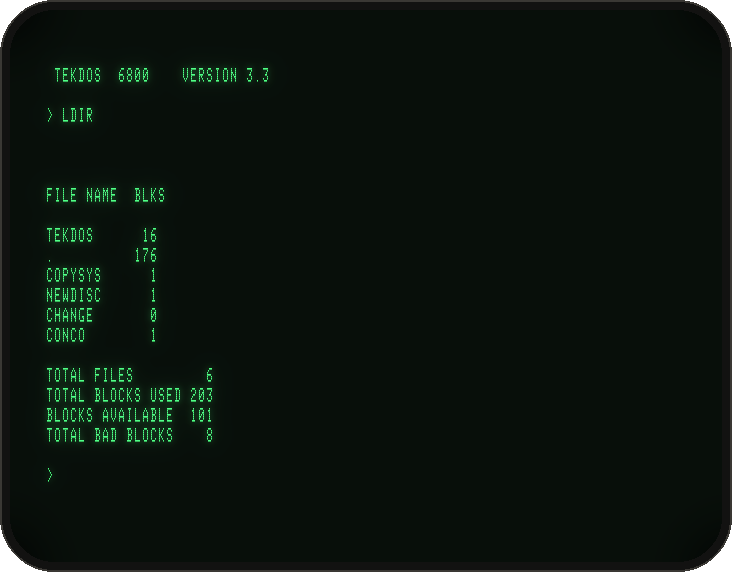 TEKDOS  6800    VERSION 3.3
> LDIR
FILE NAME  BLKS
TEKDOS      16
.          176
COPYSYS      1
NEWDISC      1
CHANGE       0
CONCO        1
TOTAL FILES         6
TOTAL BLOCKS USED 203
BLOCKS AVAILABLE  101
TOTAL BAD BLOCKS    8
>